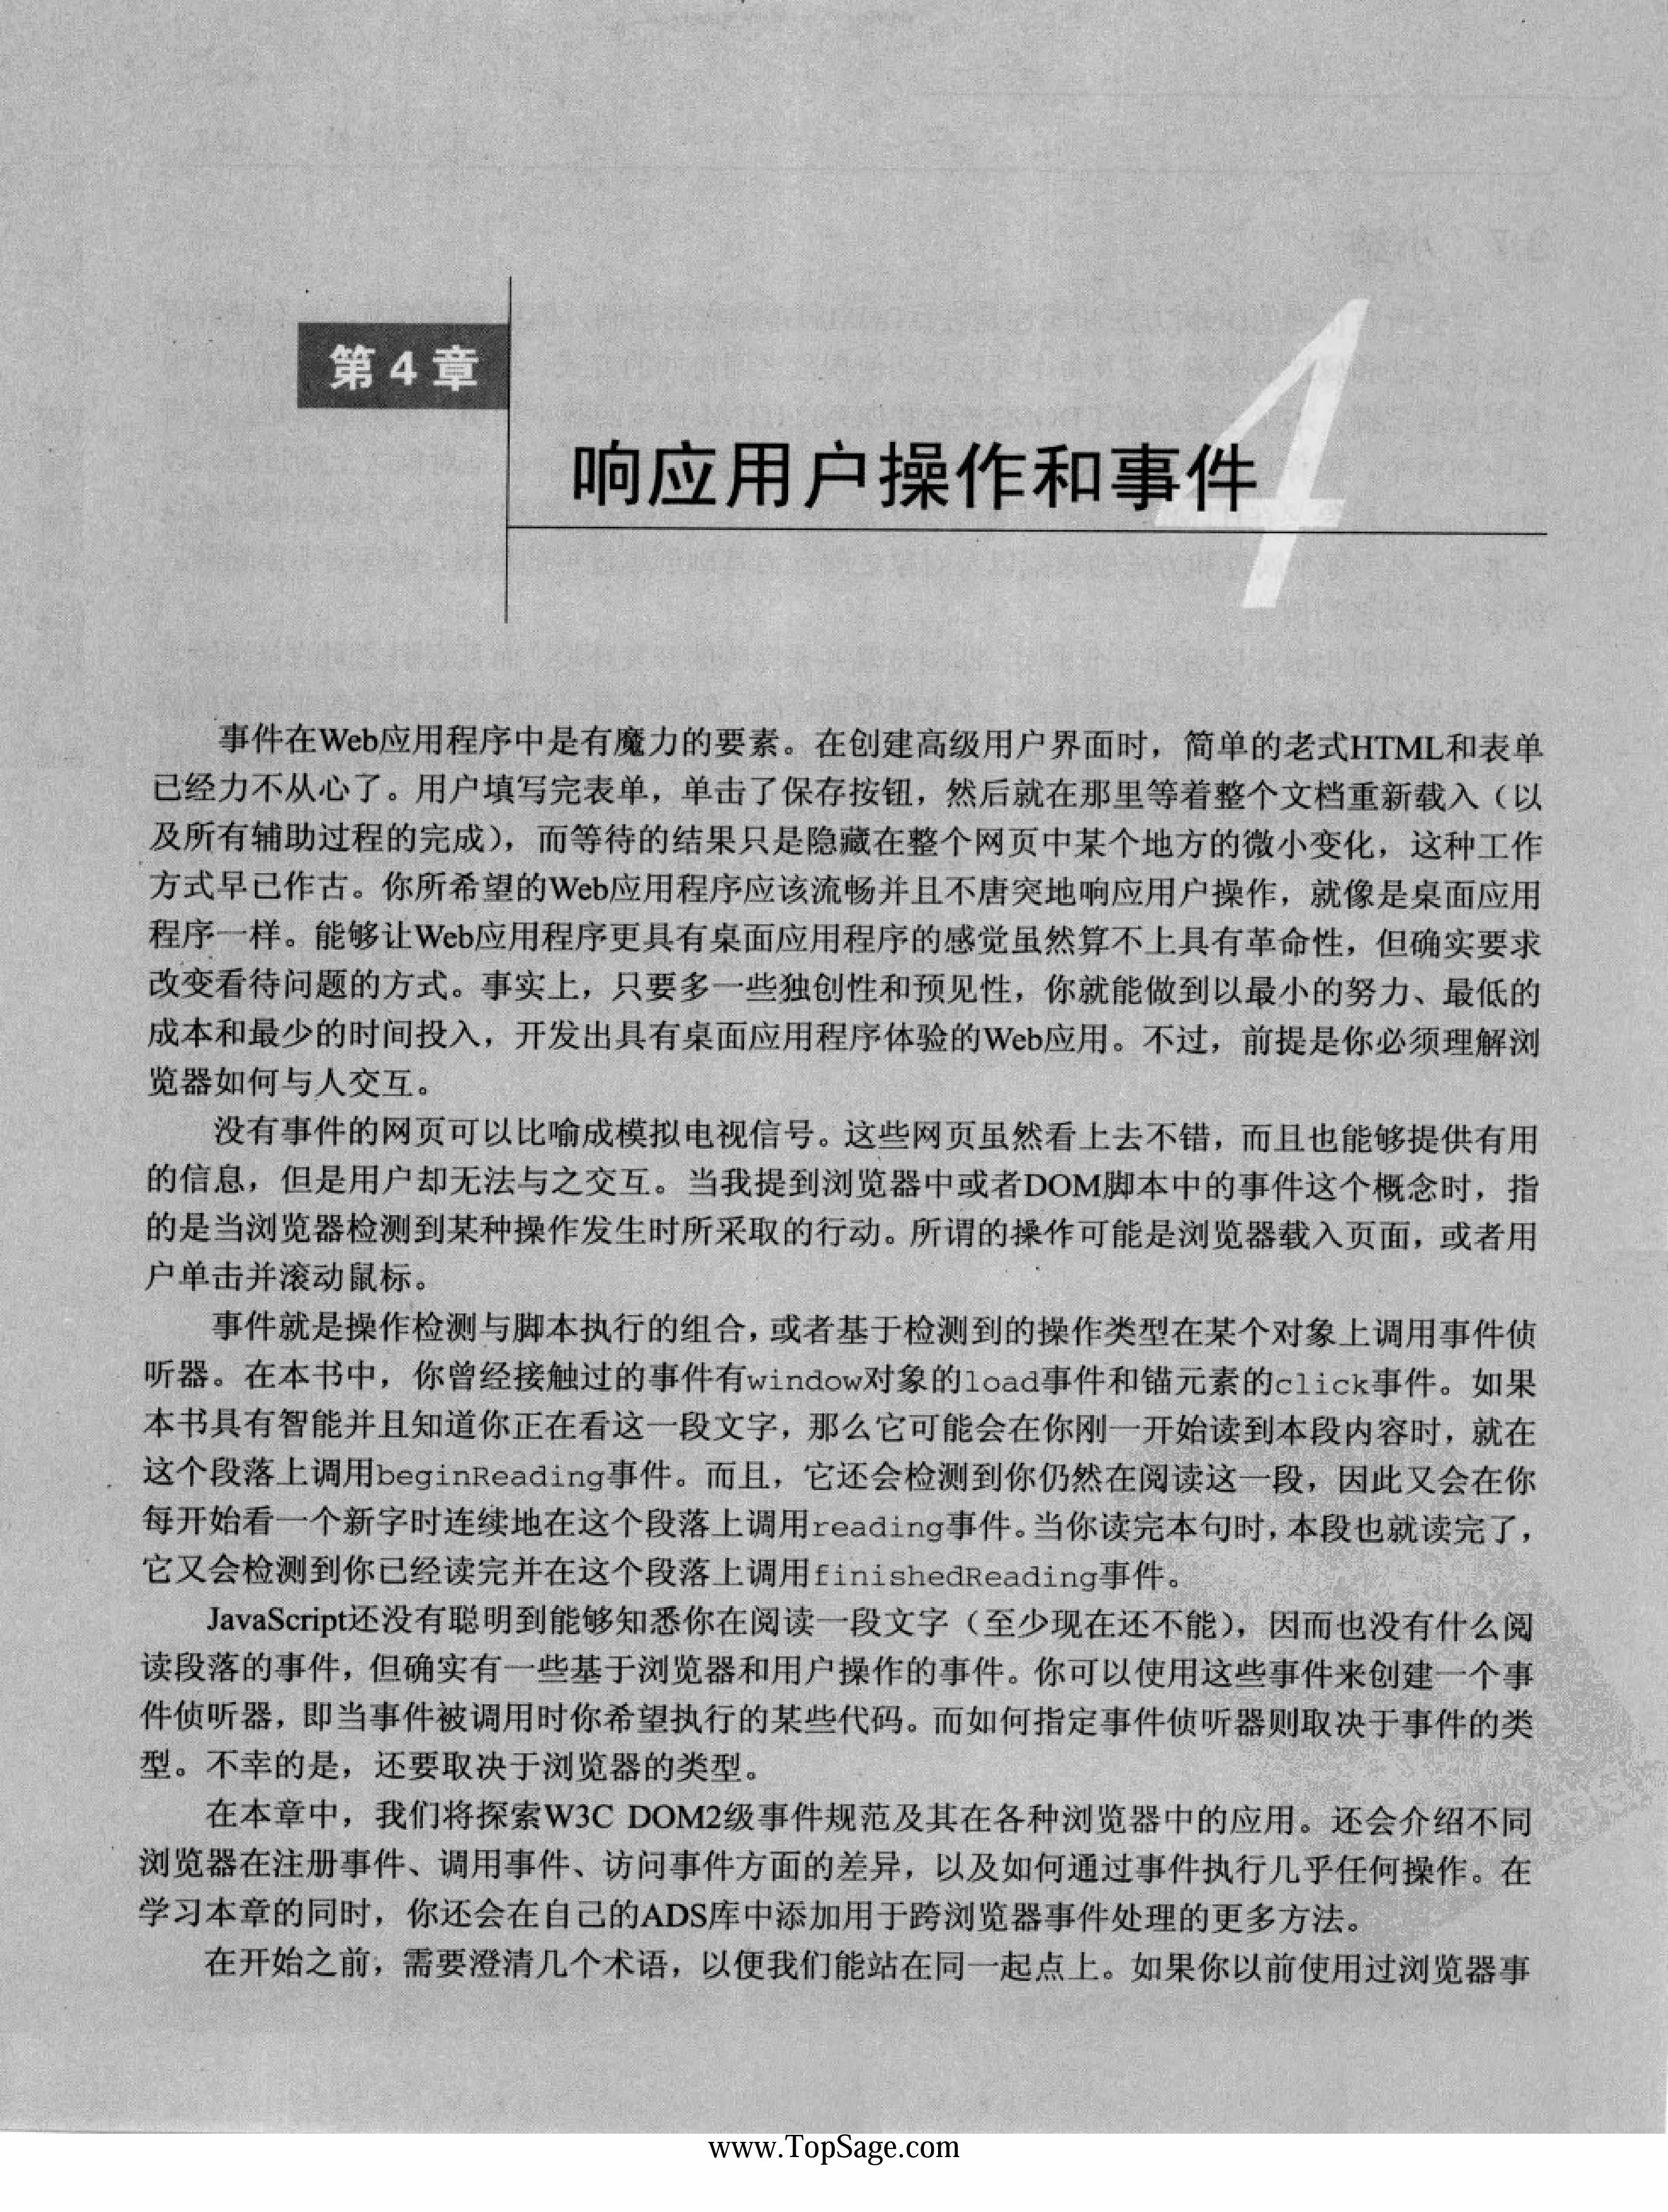 第4章
4
响应用户操作和事件
事件在Web应用程序中是有魔力的要素。在创建高级用户界面时，简单的老式HTML和表单
已经力不从心了。用户填写完表单，单击了保存按钮，然后就在那里等着整个文档重新载入（以
及所有辅助过程的完成），而等待的结果只是隐藏在整个网页中某个地方的微小变化，这种工作
方式早已作古。你所希望的Web应用程序应该流畅并且不唐突地响应用户操作，就像是桌面应用
程序一样。能够让Web应用程序更具有桌面应用程序的感觉虽然算不上具有革命性，但确实要求
改变看待问题的方式。事实上，只要多一些独创性和预见性，你就能做到以最小的努力、最低的
成本和最少的时间投入，开发出具有桌面应用程序体验的Web应用。不过，前提是你必须理解浏
览器如何与人交互。
没有事件的网页可以比喻成模拟电视信号。这些网页虽然看上去不错，而且也能够提供有用
的信息，但是用户却无法与之交互。当我提到浏览器中或者DOM脚本中的事件这个概念时，指
的是当浏览器检测到某种操作发生时所采取的行动。所谓的操作可能是浏览器载入页面，或者用
户单击并滚动鼠标。
事件就是操作检测与脚本执行的组合，或者基于检测到的操作类型在某个对象上调用事件侦
听器。在本书中，你曾经接触过的事件有window对象的load事件和锚元素的click事件。如果
本书具有智能并且知道你正在看这一段文字，那么它可能会在你刚一开始读到本段内容时，就在
这个段落上调用beginReading事件。而且，它还会检测到你仍然在阅读这一段，因此又会在你
每开始看一个新字时连续地在这个段落上调用reading事件。当你读完本句时，本段也就读完了，
它又会检测到你已经读完并在这个段落上调用finishedReading事件。
JavaScript还没有聪明到能够知悉你在阅读一段文字（至少现在还不能），因而也没有什么阅
读段落的事件，但确实有一些基于浏览器和用户操作的事件。你可以使用这些事件来创建一个事
件侦听器，即当事件被调用时你希望执行的某些代码。而如何指定事件侦听器则取决于事件的类
型。不幸的是，还要取决于浏览器的类型。
在本章中，我们将探索W3C DOM2级事件规范及其在各种浏览器中的应用。还会介绍不同
浏览器在注册事件、调用事件、访问事件方面的差异，以及如何通过事件执行几乎任何操作。在
学习本章的同时，你还会在自己的ADS库中添加用于跨浏览器事件处理的更多方法。
在开始之前，需要澄清几个术语，以便我们能站在同一起点上。如果你以前使用过浏览器事
www.TopSage.com